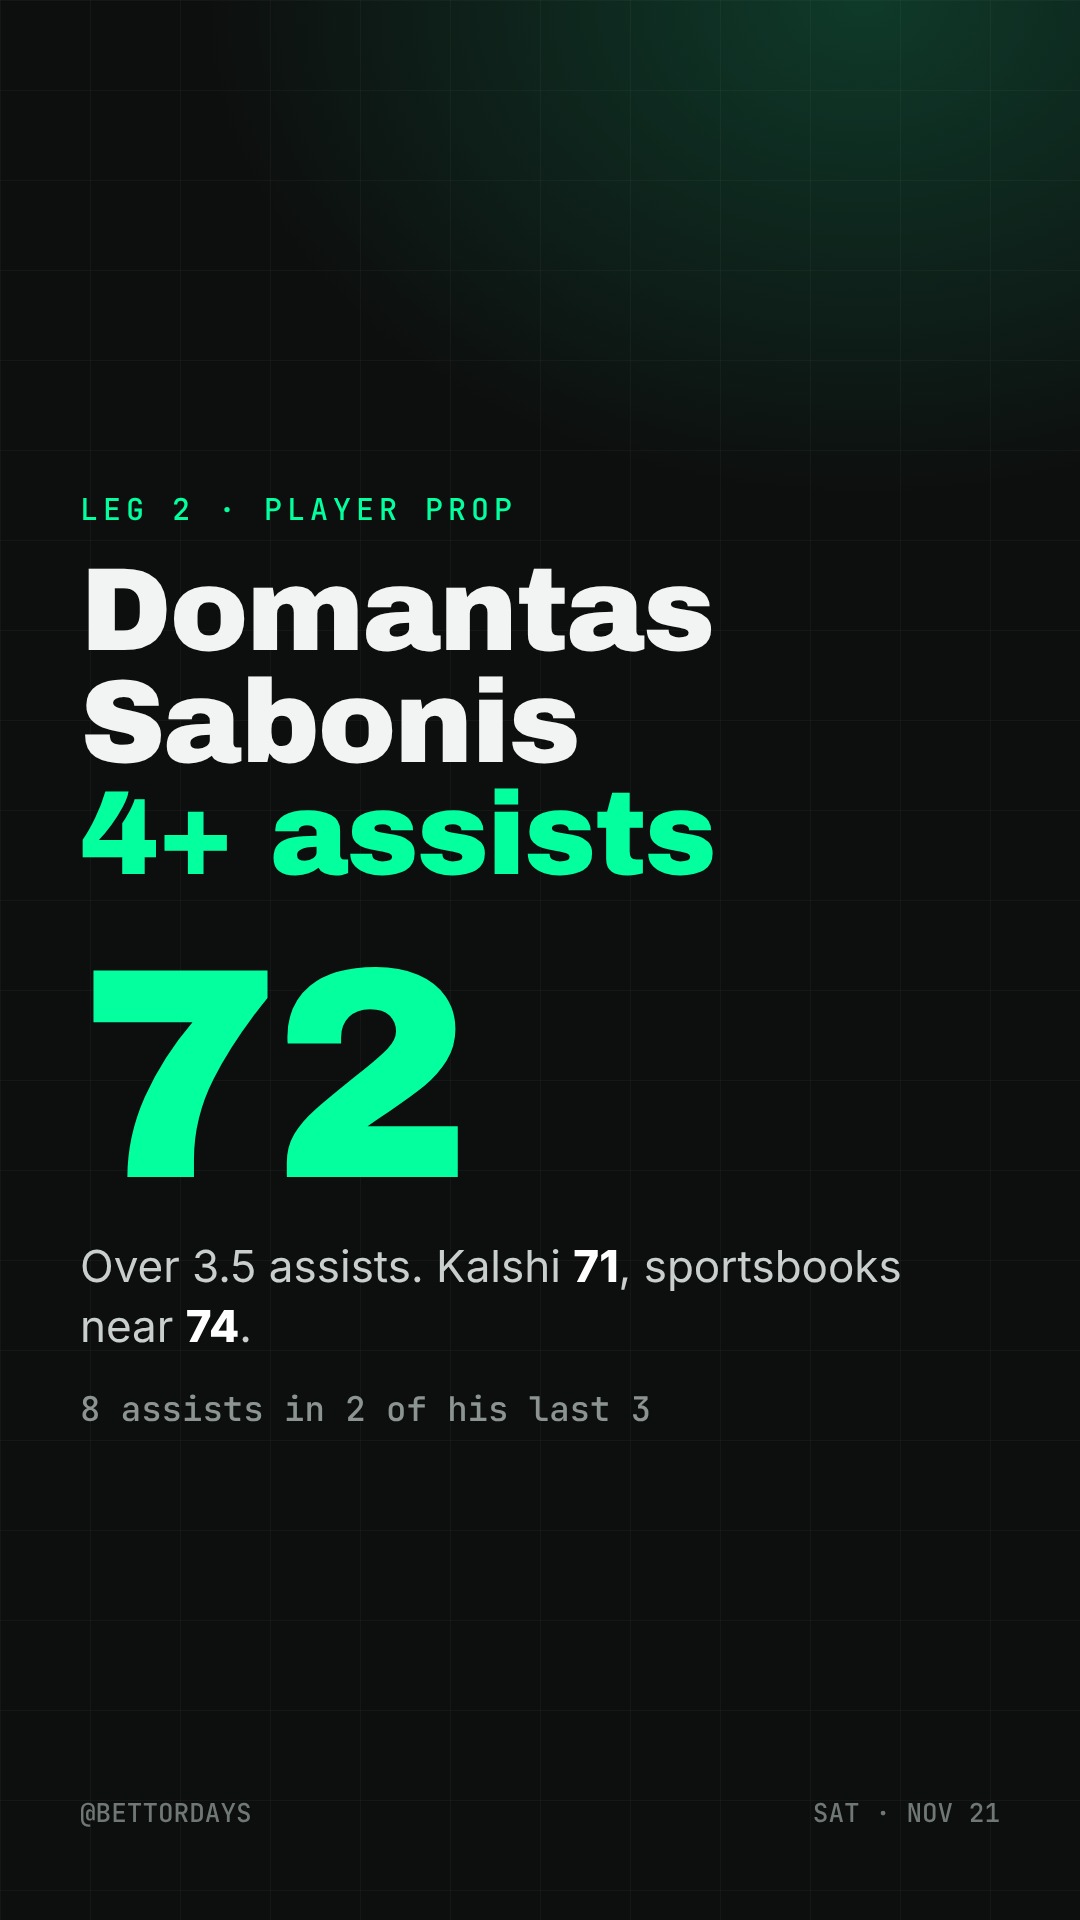 LEG 2 · PLAYER PROP
Domantas
Sabonis
4+ assists
72
Over 3.5 assists. Kalshi 71, sportsbooks
near 74.
8 assists in 2 of his last 3
@BETTORDAYS
SAT · NOV 21